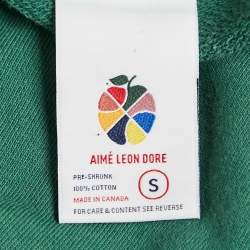 AIMÉ LEON DORE
PRE-SHRUNK
100% COTTON
MADE IN CANADA
S
FOR CARE & CONTENT SEE REVERSE